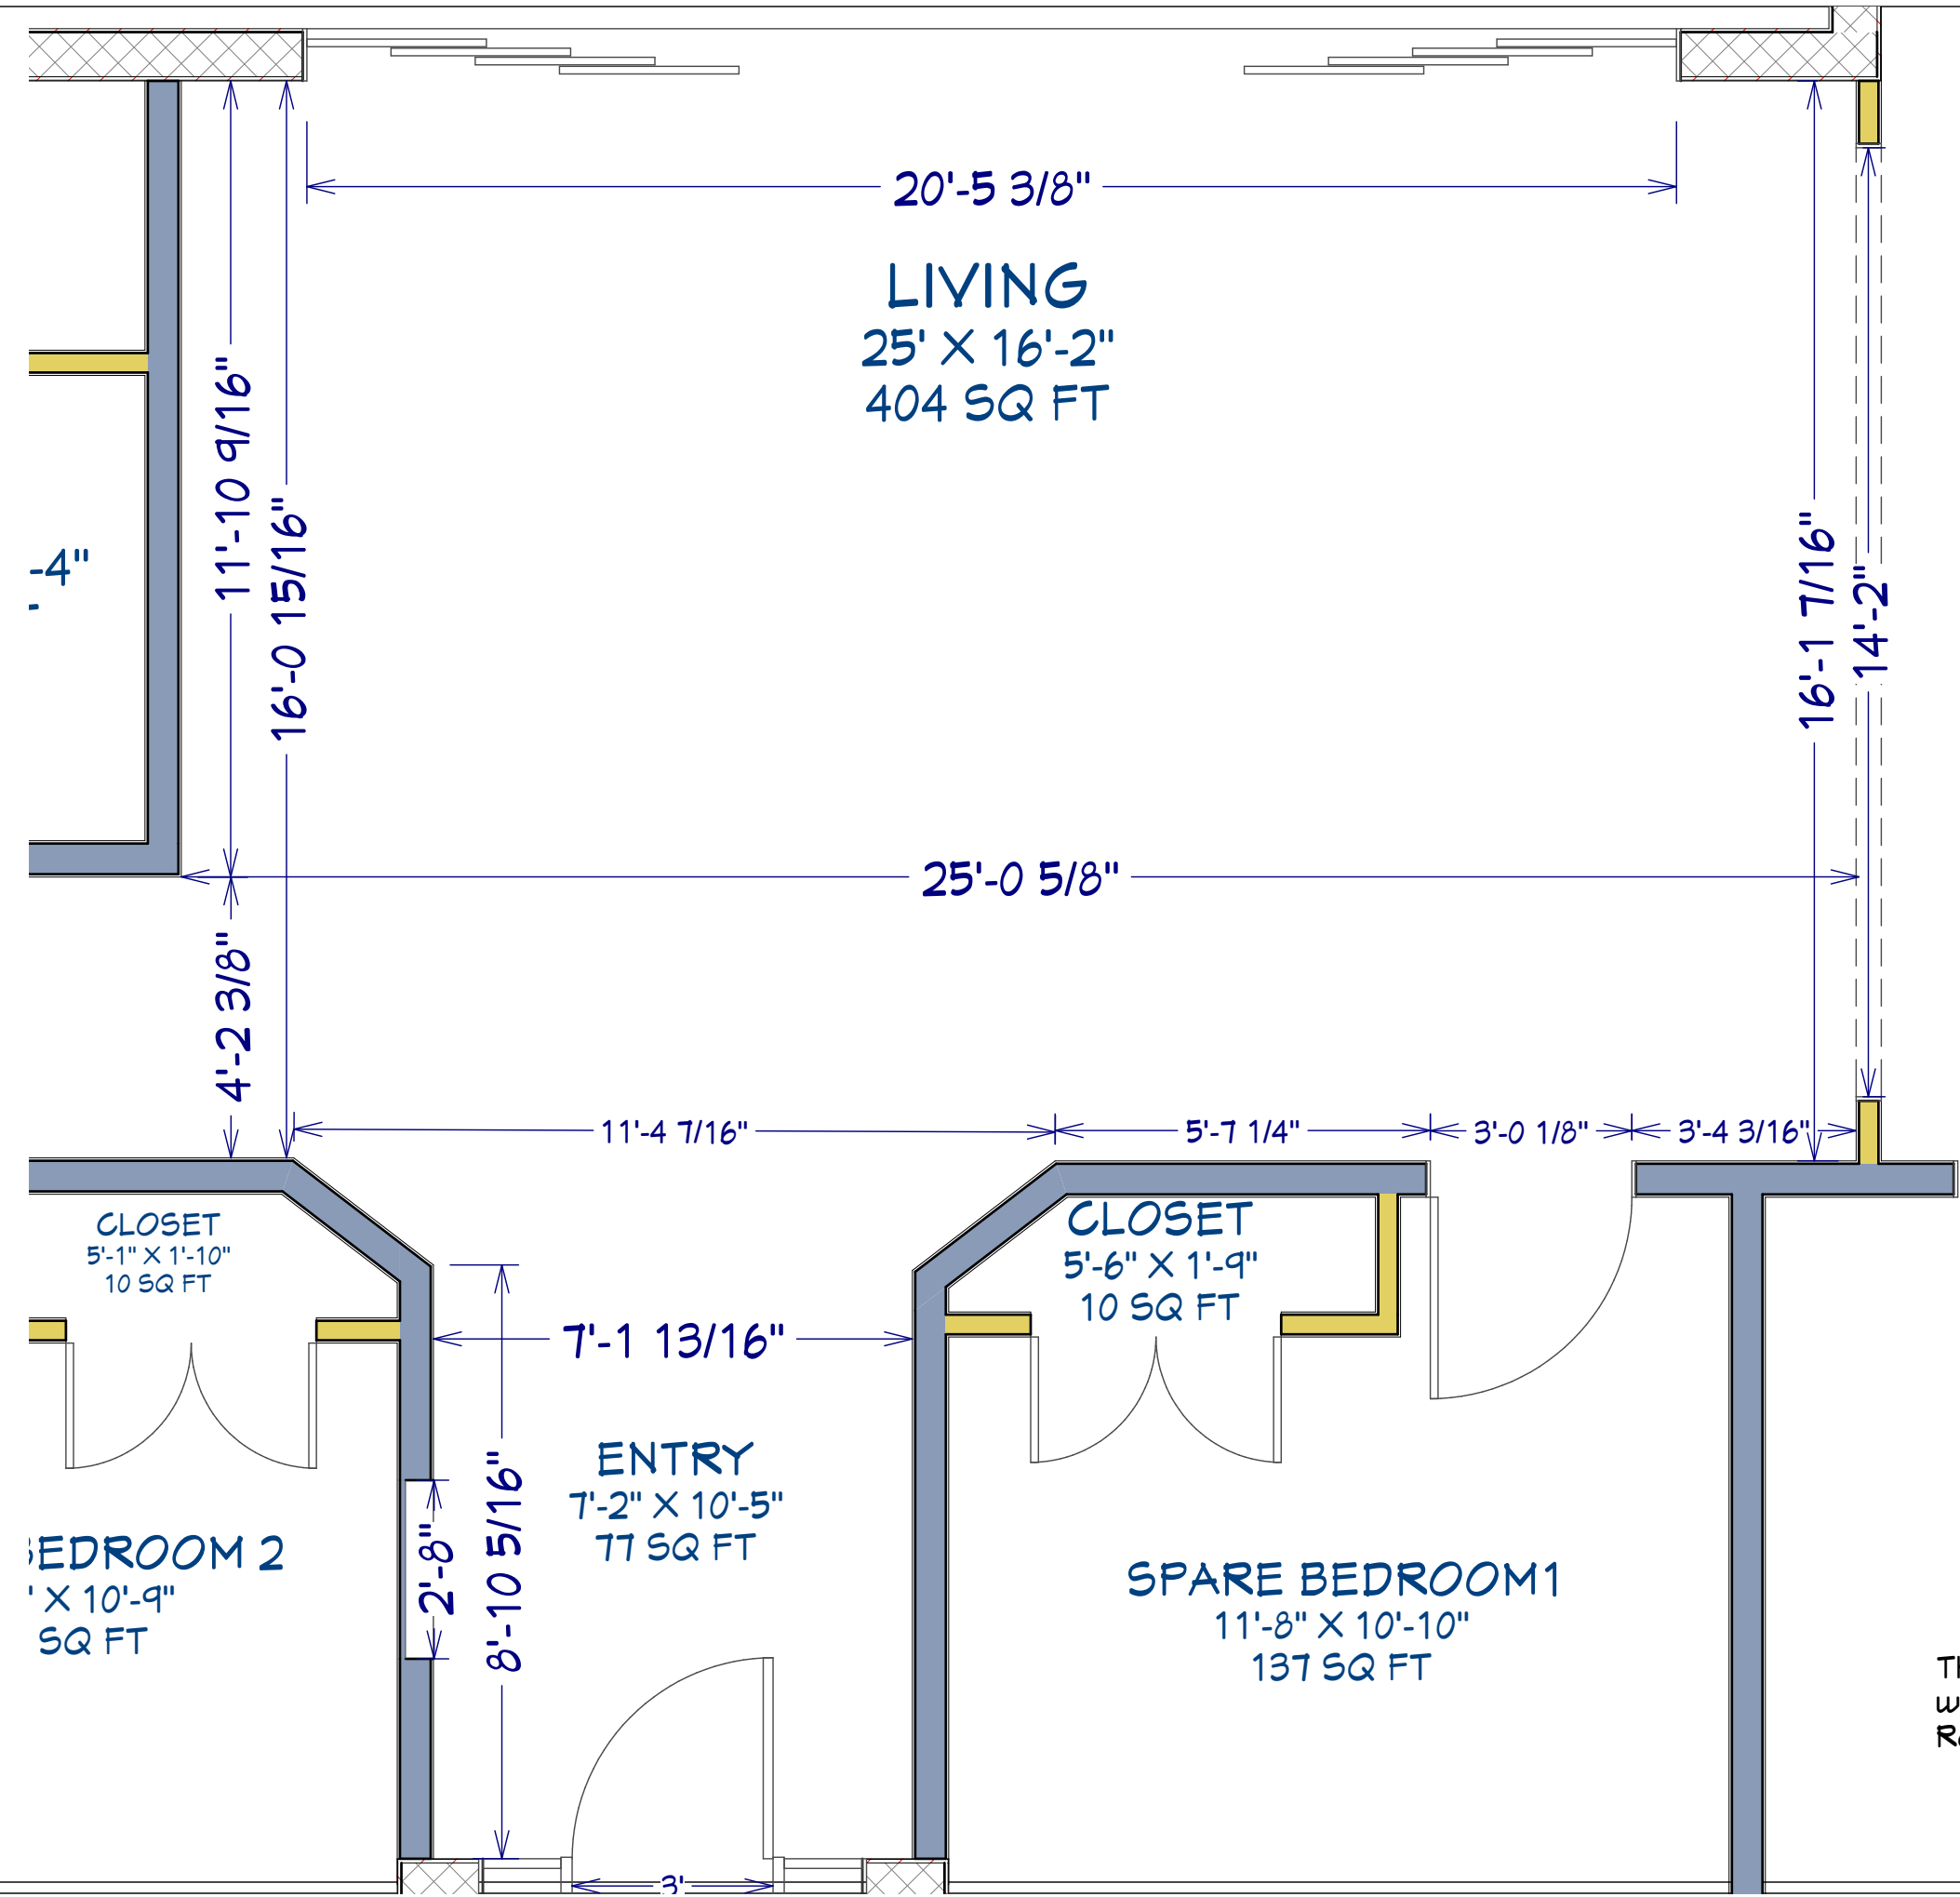 20'-5 3/8"
LIVING
25' X 16'-2"
404 SQ FT
11'-10 9/16"
16'-0 15/16"
16'-1 7/16"
14'-2"
-4"
25'-0 5/8"
4'-2 3/8"
11'-4 7/16"
5'-7 1/4"
3'-0 1/8"
3'-4 3/16"
CLOSET
5'-1" X 1'-10"
10 SQ FT
CLOSET
5'-6" X 1'-9"
10 SQ FT
7'-1 13/16"
ENTRY
7'-2" X 10'-5"
77 SQ FT
2'-8"
8'-10 5/16"
BEDROOM 2
' X 10'-9"
SQ FT
SPARE BEDROOM1
11'-8" X 10'-10"
137 SQ FT
3'